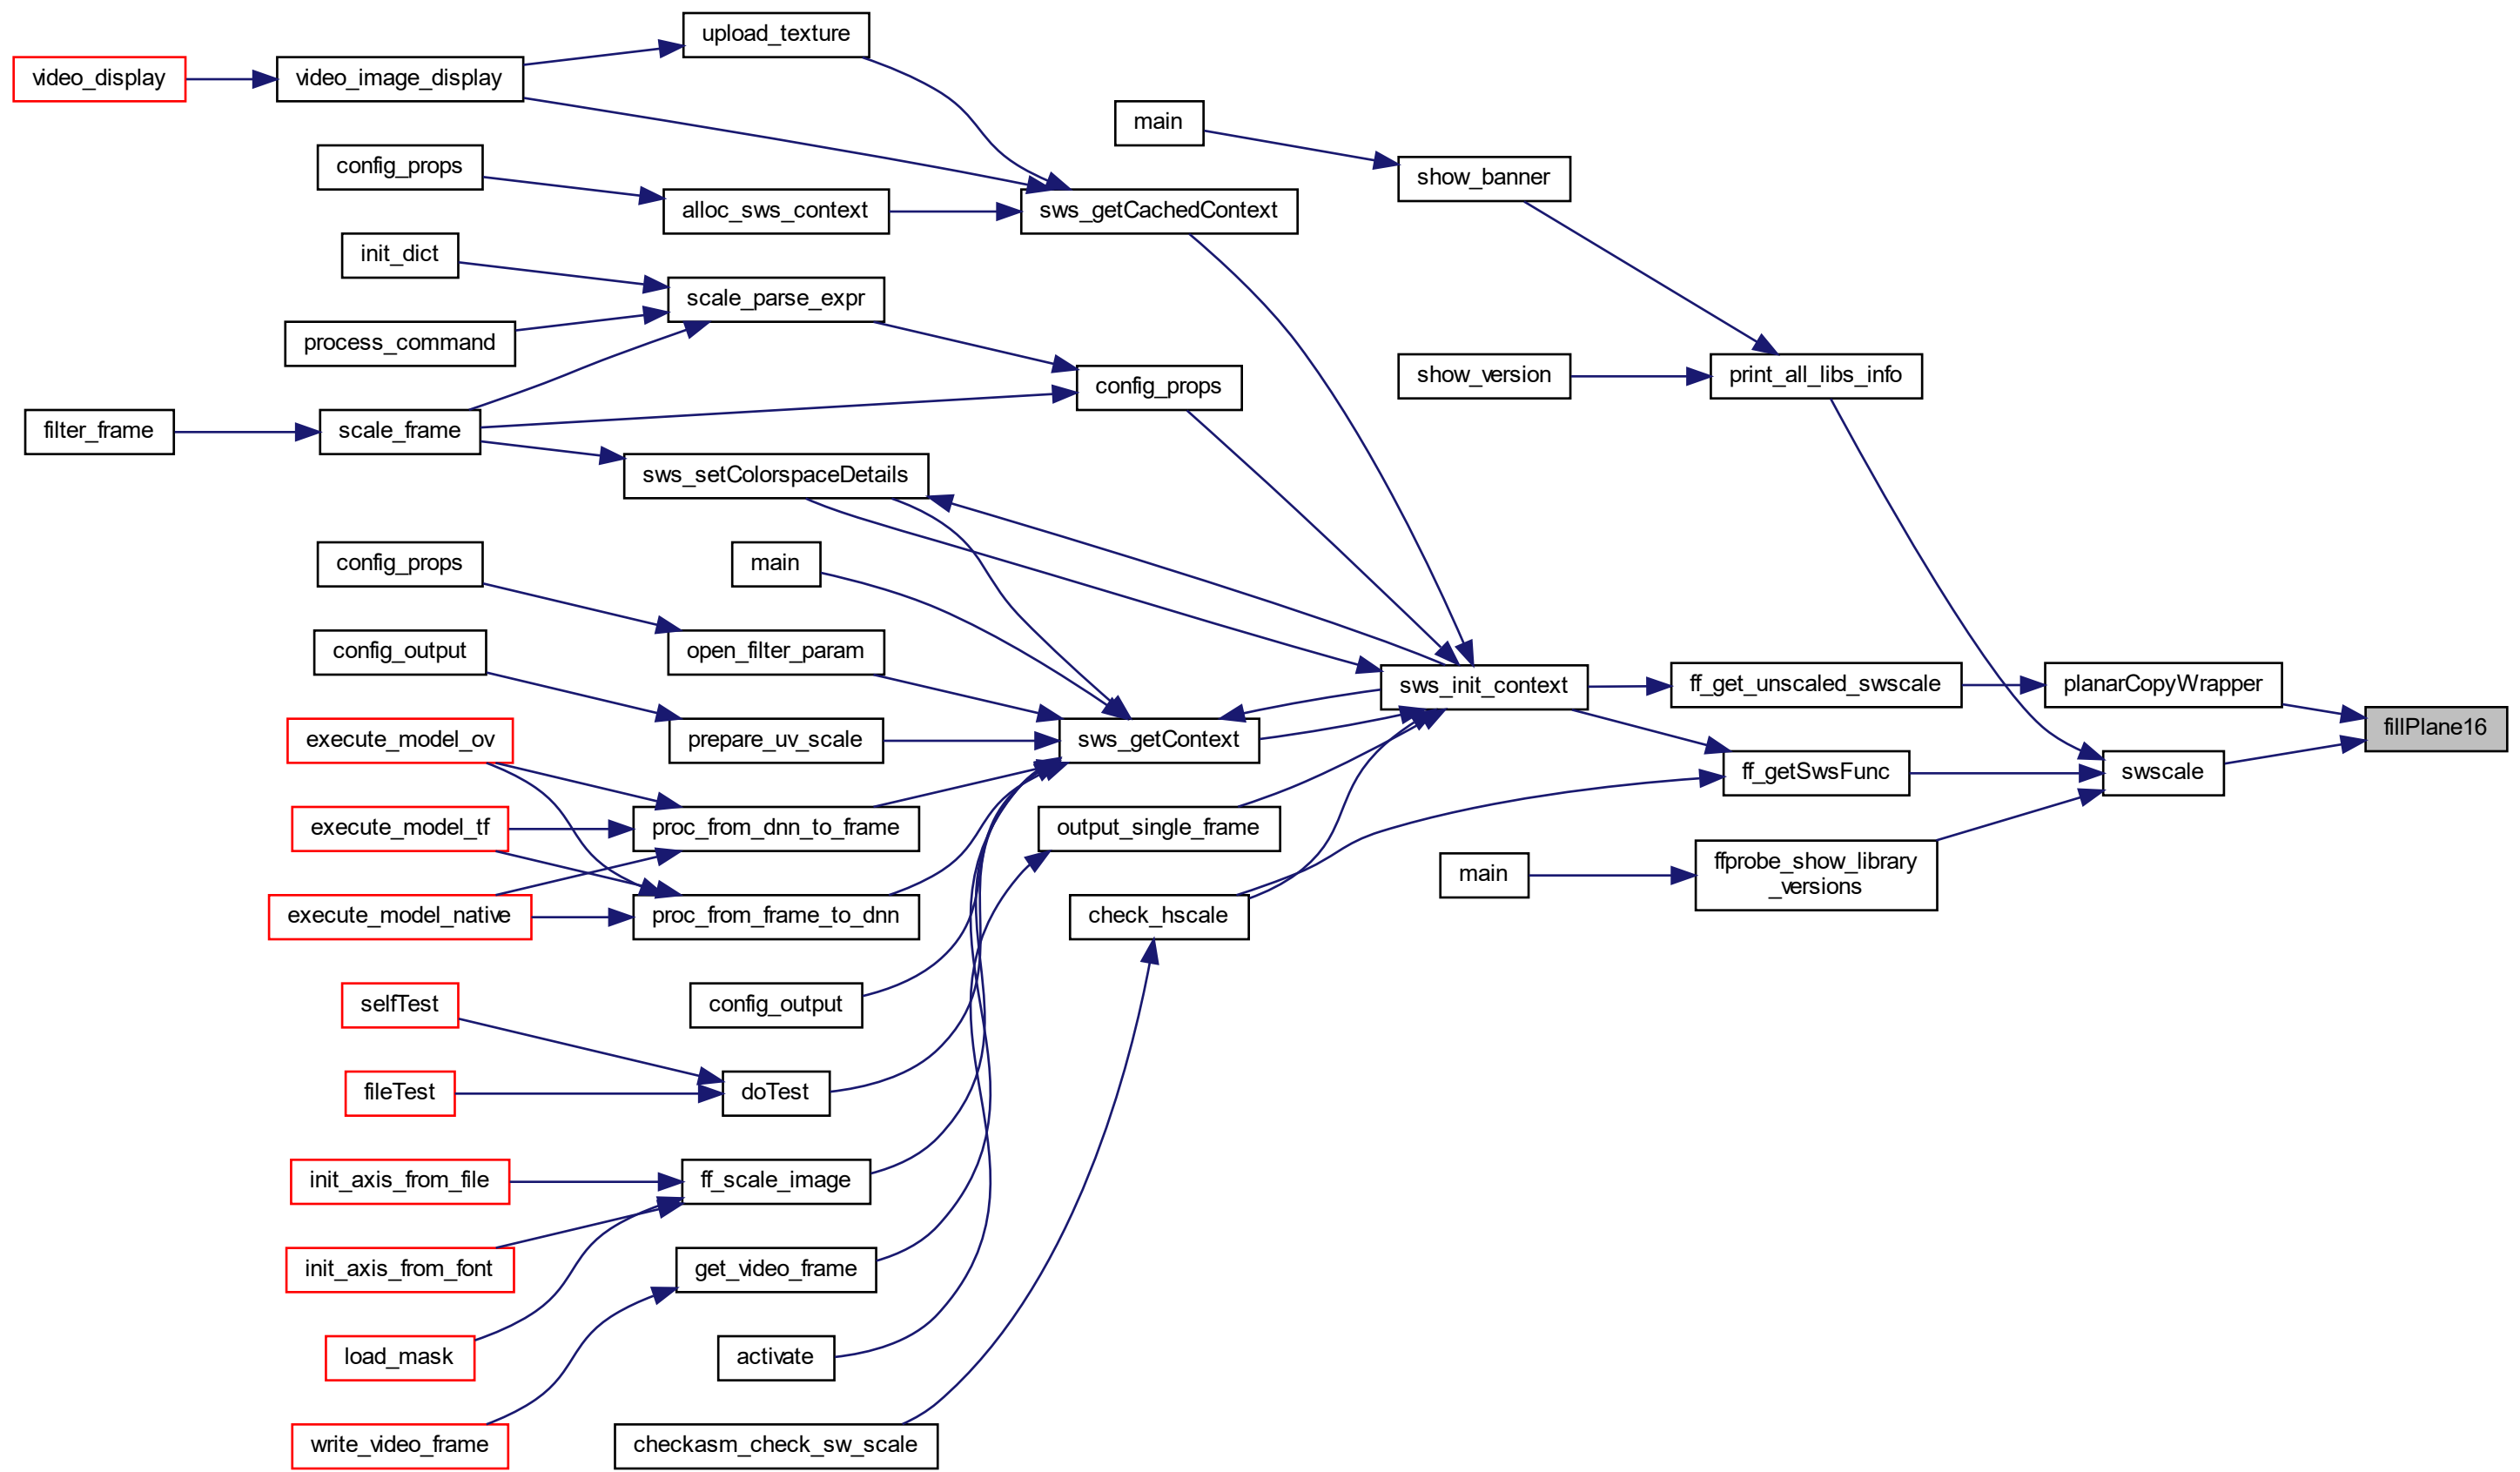 upload_texture
video_display
video_image_display
main
config_props
show_banner
alloc_sws_context
sws_getCachedContext
init_dict
scale_parse_expr
process_command
config_props
show_version
print_all_libs_info
filter_frame
scale_frame
sws_setColorspaceDetails
config_props
main
config_output
open_filter_param
sws_init_context
ff_get_unscaled_swscale
planarCopyWrapper
fillPlane16
execute_model_ov
prepare_uv_scale
sws_getContext
ff_getSwsFunc
swscale
execute_model_tf
proc_from_dnn_to_frame
output_single_frame
main
ffprobe_show_library
_versions
execute_model_native
proc_from_frame_to_dnn
check_hscale
selfTest
config_output
fileTest
doTest
init_axis_from_file
ff_scale_image
init_axis_from_font
get_video_frame
load_mask
activate
write_video_frame
checkasm_check_sw_scale